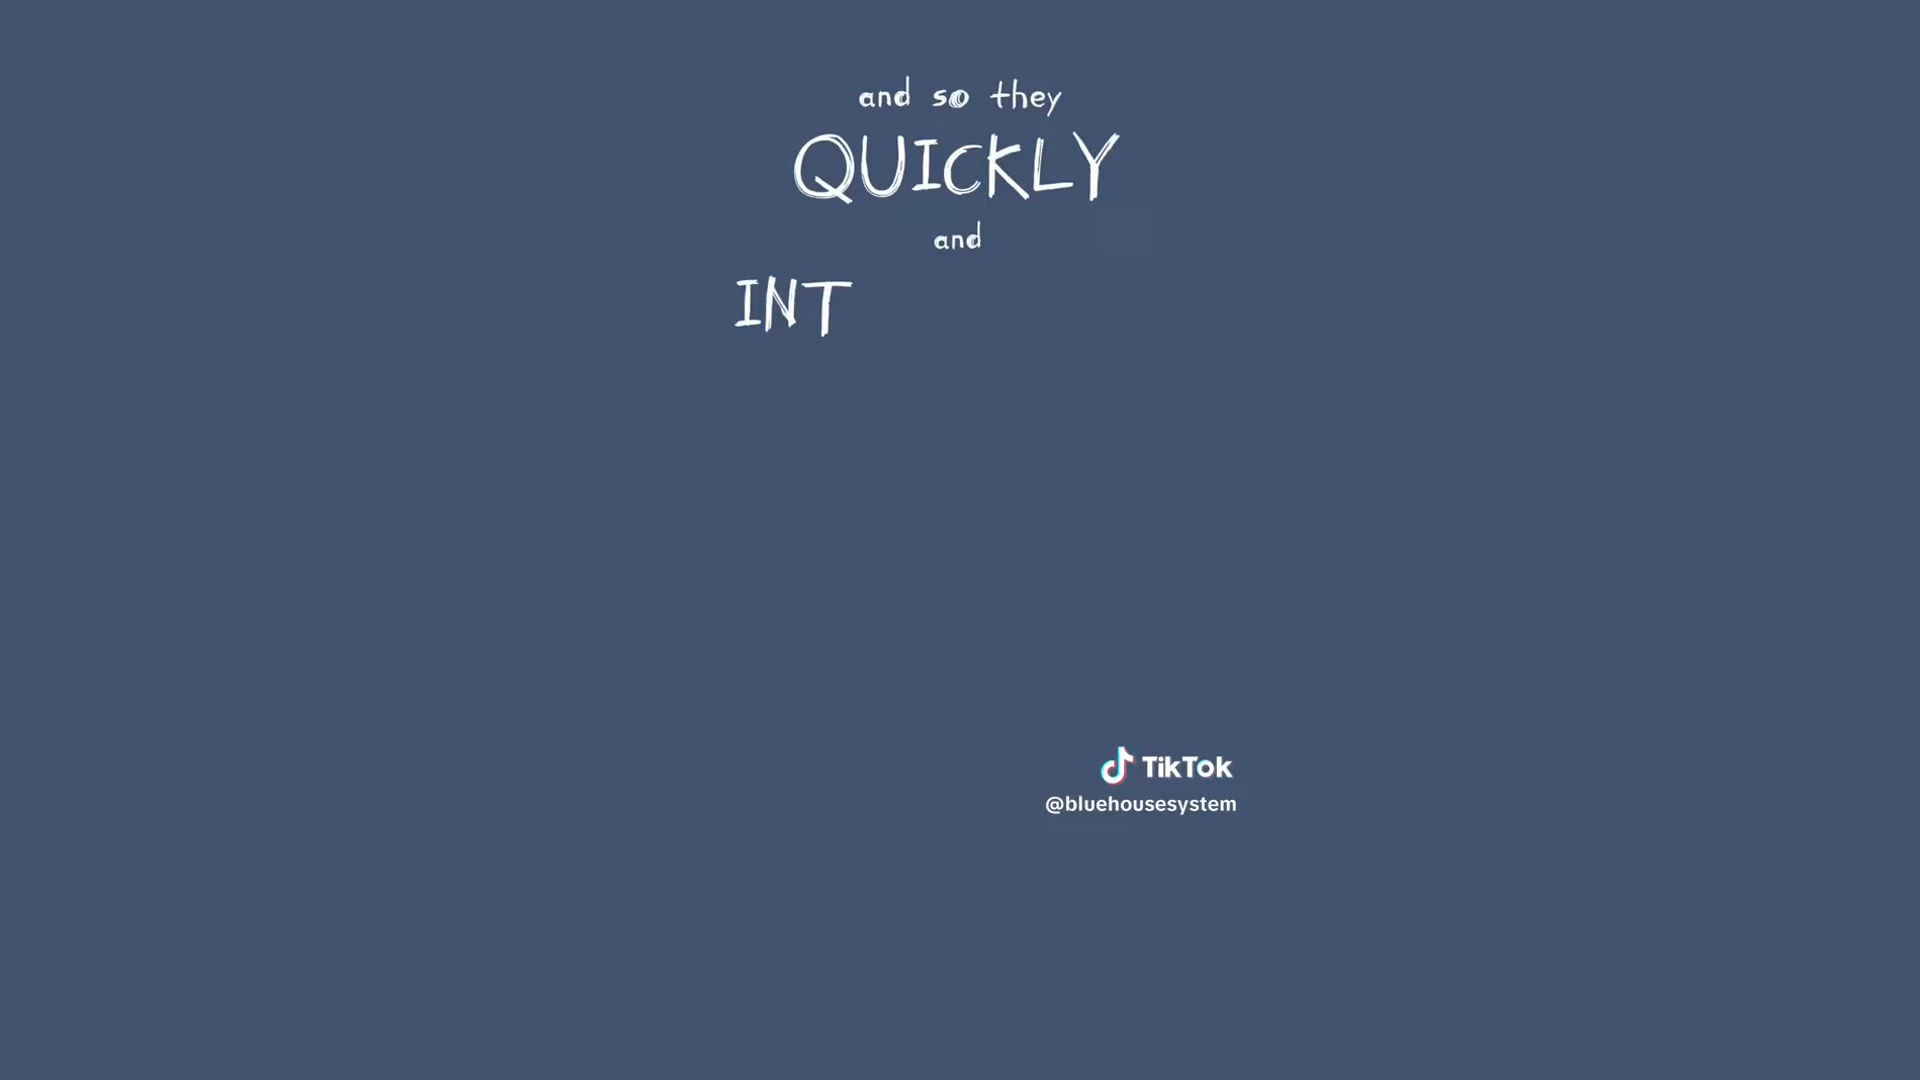 and so they
QUICKLY
and
INT
TikTok
@bluehousesystem